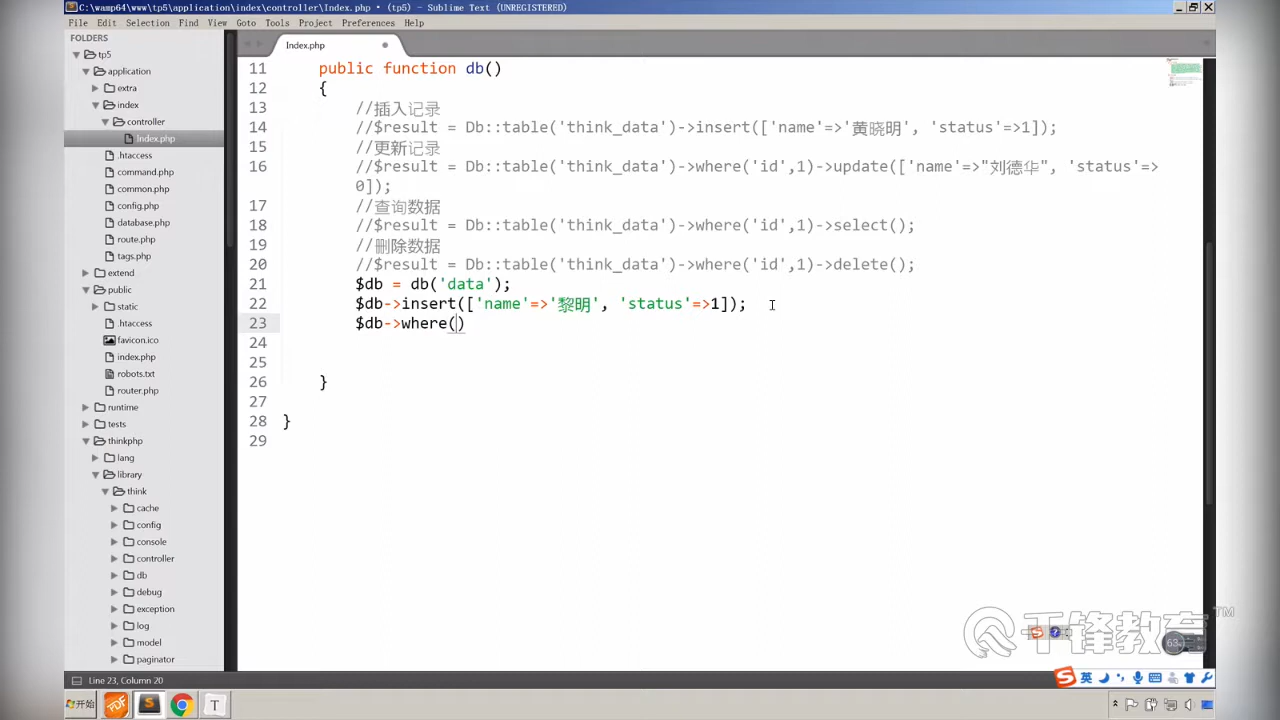 C:\wamp64\www\tp5\application\index\controller\Index.php • (tp5) - Sublime Text (UNREGISTERED)
File Edit Selection Find View Goto Tools Project Preferences Help
FOLDERS
tp5
application
extra
index
controller
Index.php
.htaccess
command.php
common.php
config.php
database.php
route.php
tags.php
extend
public
static
.htaccess
favicon.ico
index.php
robots.txt
router.php
runtime
tests
thinkphp
lang
library
think
cache
config
console
controller
db
debug
exception
log
model
paginator
Index.php
11 public function db()
12 {
13 //插入记录
14 //$result = Db::table('think_data')->insert(['name'=>'黄晓明', 'status'=>1]);
15 //更新记录
16 //$result = Db::table('think_data')->where('id',1)->update(['name'=>"刘德华", 'status'=>
0]);
17 //查询数据
18 //$result = Db::table('think_data')->where('id',1)->select();
19 //删除数据
20 //$result = Db::table('think_data')->where('id',1)->delete();
21 $db = db('data');
22 $db->insert(['name'=>'黎明', 'status'=>1]);
23 $db->where()
24
25
26 }
27
28 }
29
千锋教育 TM
Line 23, Column 20
英
开始